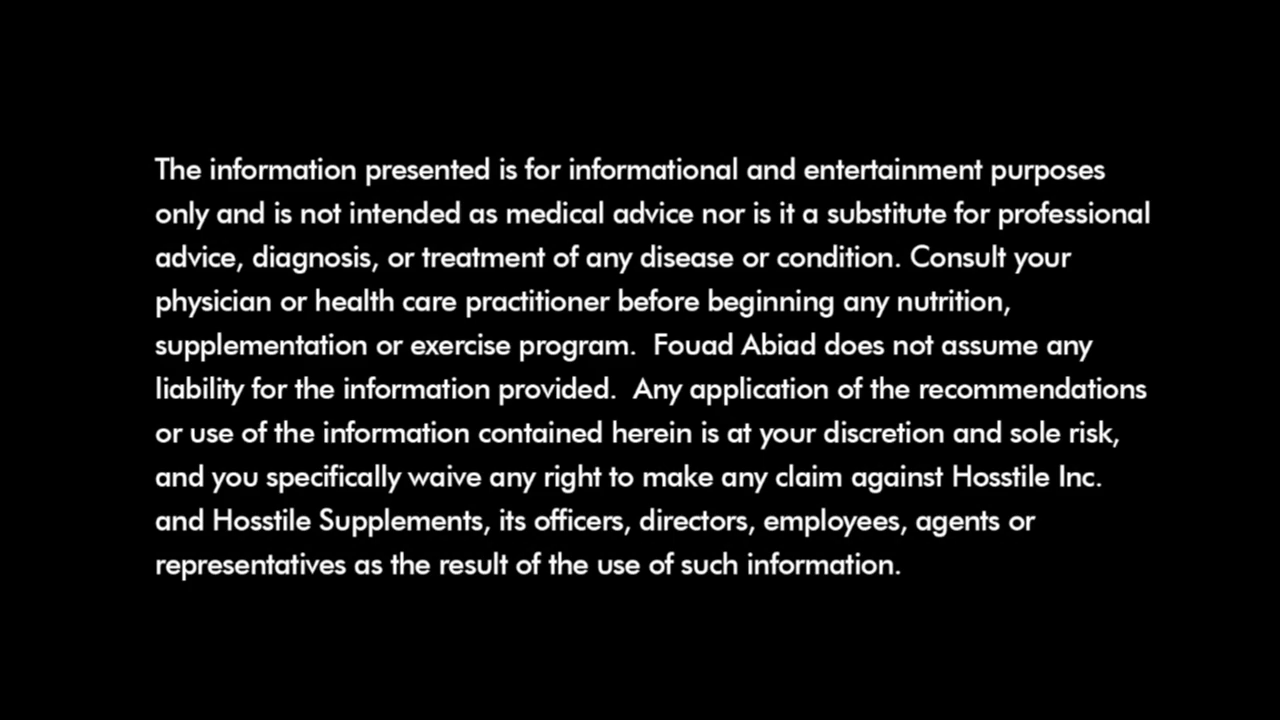 The information presented is for informational and entertainment purposes
only and is not intended as medical advice nor is it a substitute for professional
advice, diagnosis, or treatment of any disease or condition. Consult your
physician or health care practitioner before beginning any nutrition,
supplementation or exercise program.  Fouad Abiad does not assume any
liability for the information provided.  Any application of the recommendations
or use of the information contained herein is at your discretion and sole risk,
and you specifically waive any right to make any claim against Hosstile Inc.
and Hosstile Supplements, its officers, directors, employees, agents or
representatives as the result of the use of such information.